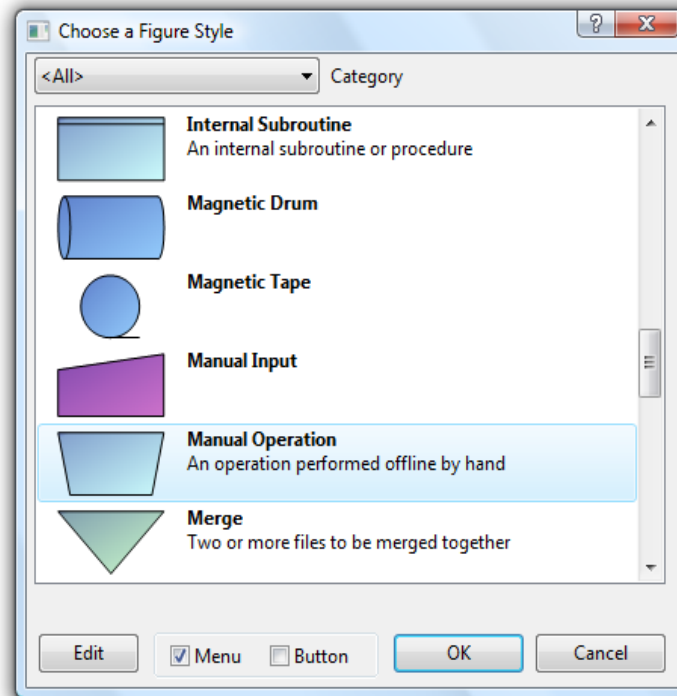 Choose a Figure Style
<All>
Category
Internal Subroutine
An internal subroutine or procedure
Magnetic Drum
Magnetic Tape
Manual Input
Manual Operation
An operation performed offline by hand
Merge
Two or more files to be merged together
Edit
Menu
Button
OK
Cancel